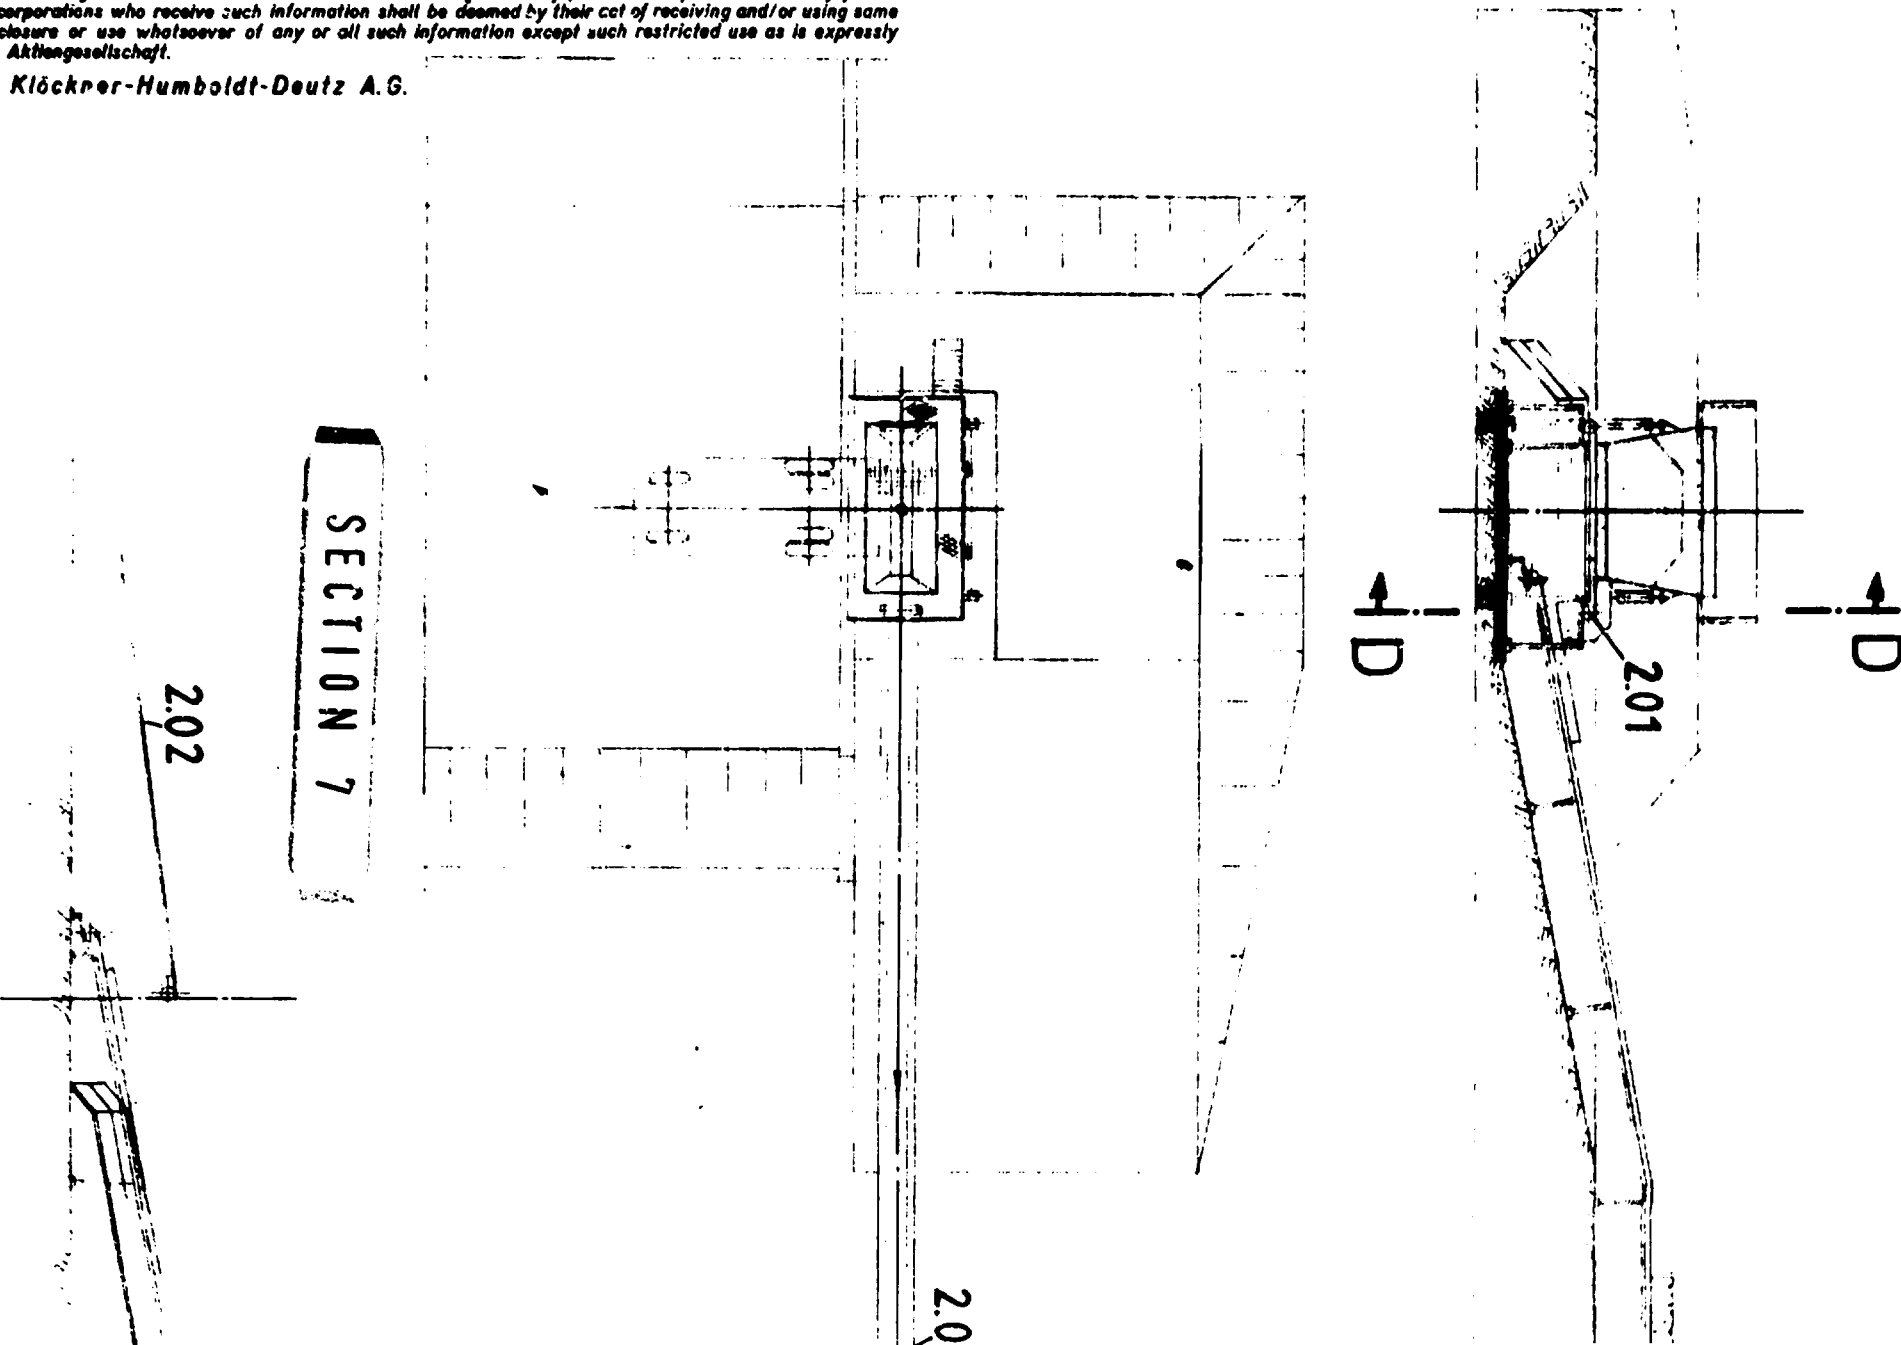 corporations who receive such information shall be deemed by their act of receiving and/or using same
closure or use whatsoever of any or all such information except such restricted use as is expressly
Aktiengesellschaft.
Klöckner-Humboldt-Deutz A.G.
SECTION 7
2.02
2.01
D
D
2.0